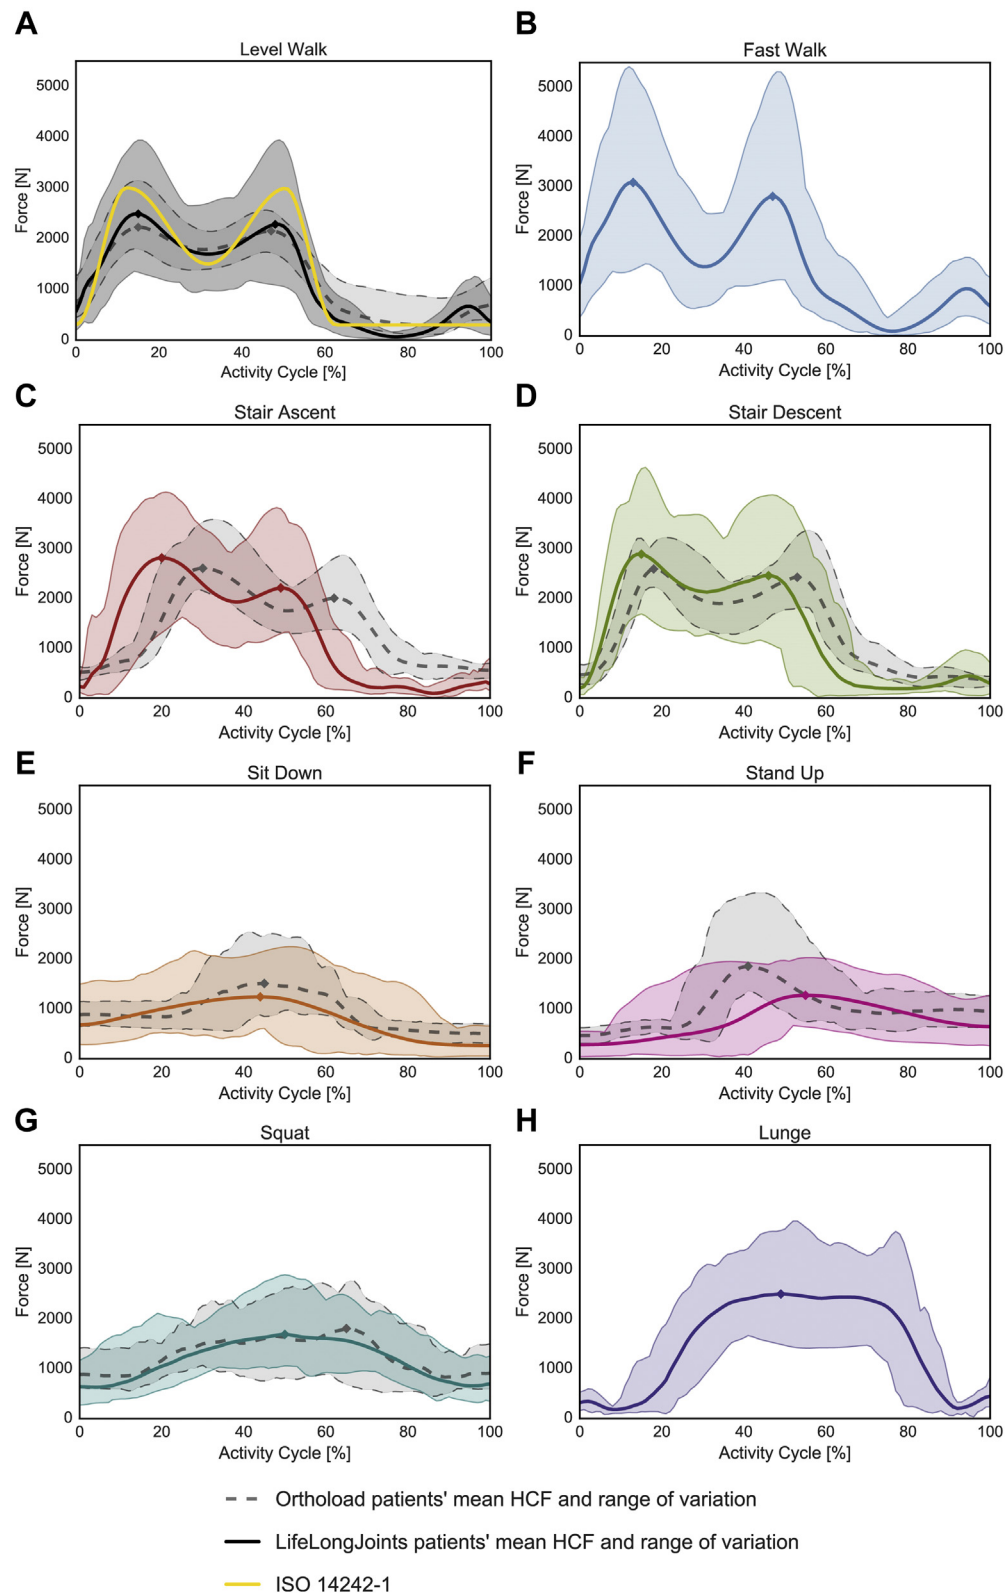 A
Level Walk
5000
4000
3000
2000
1000
0
Force [N]
0 20 40 60 80 100
Activity Cycle [%]
B
Fast Walk
5000
4000
3000
2000
1000
0
Force [N]
0 20 40 60 80 100
Activity Cycle [%]
C
Stair Ascent
5000
4000
3000
2000
1000
0
Force [N]
0 20 40 60 80 100
Activity Cycle [%]
D
Stair Descent
5000
4000
3000
2000
1000
0
Force [N]
0 20 40 60 80 100
Activity Cycle [%]
E
Sit Down
5000
4000
3000
2000
1000
0
Force [N]
0 20 40 60 80 100
Activity Cycle [%]
F
Stand Up
5000
4000
3000
2000
1000
0
Force [N]
0 20 40 60 80 100
Activity Cycle [%]
G
Squat
5000
4000
3000
2000
1000
0
Force [N]
0 20 40 60 80 100
Activity Cycle [%]
H
Lunge
5000
4000
3000
2000
1000
0
Force [N]
0 20 40 60 80 100
Activity Cycle [%]
Ortholoadpatients' mean HCF and range of variation
LifeLongJoints patients' mean HCF and range of variation
ISO 14242-1